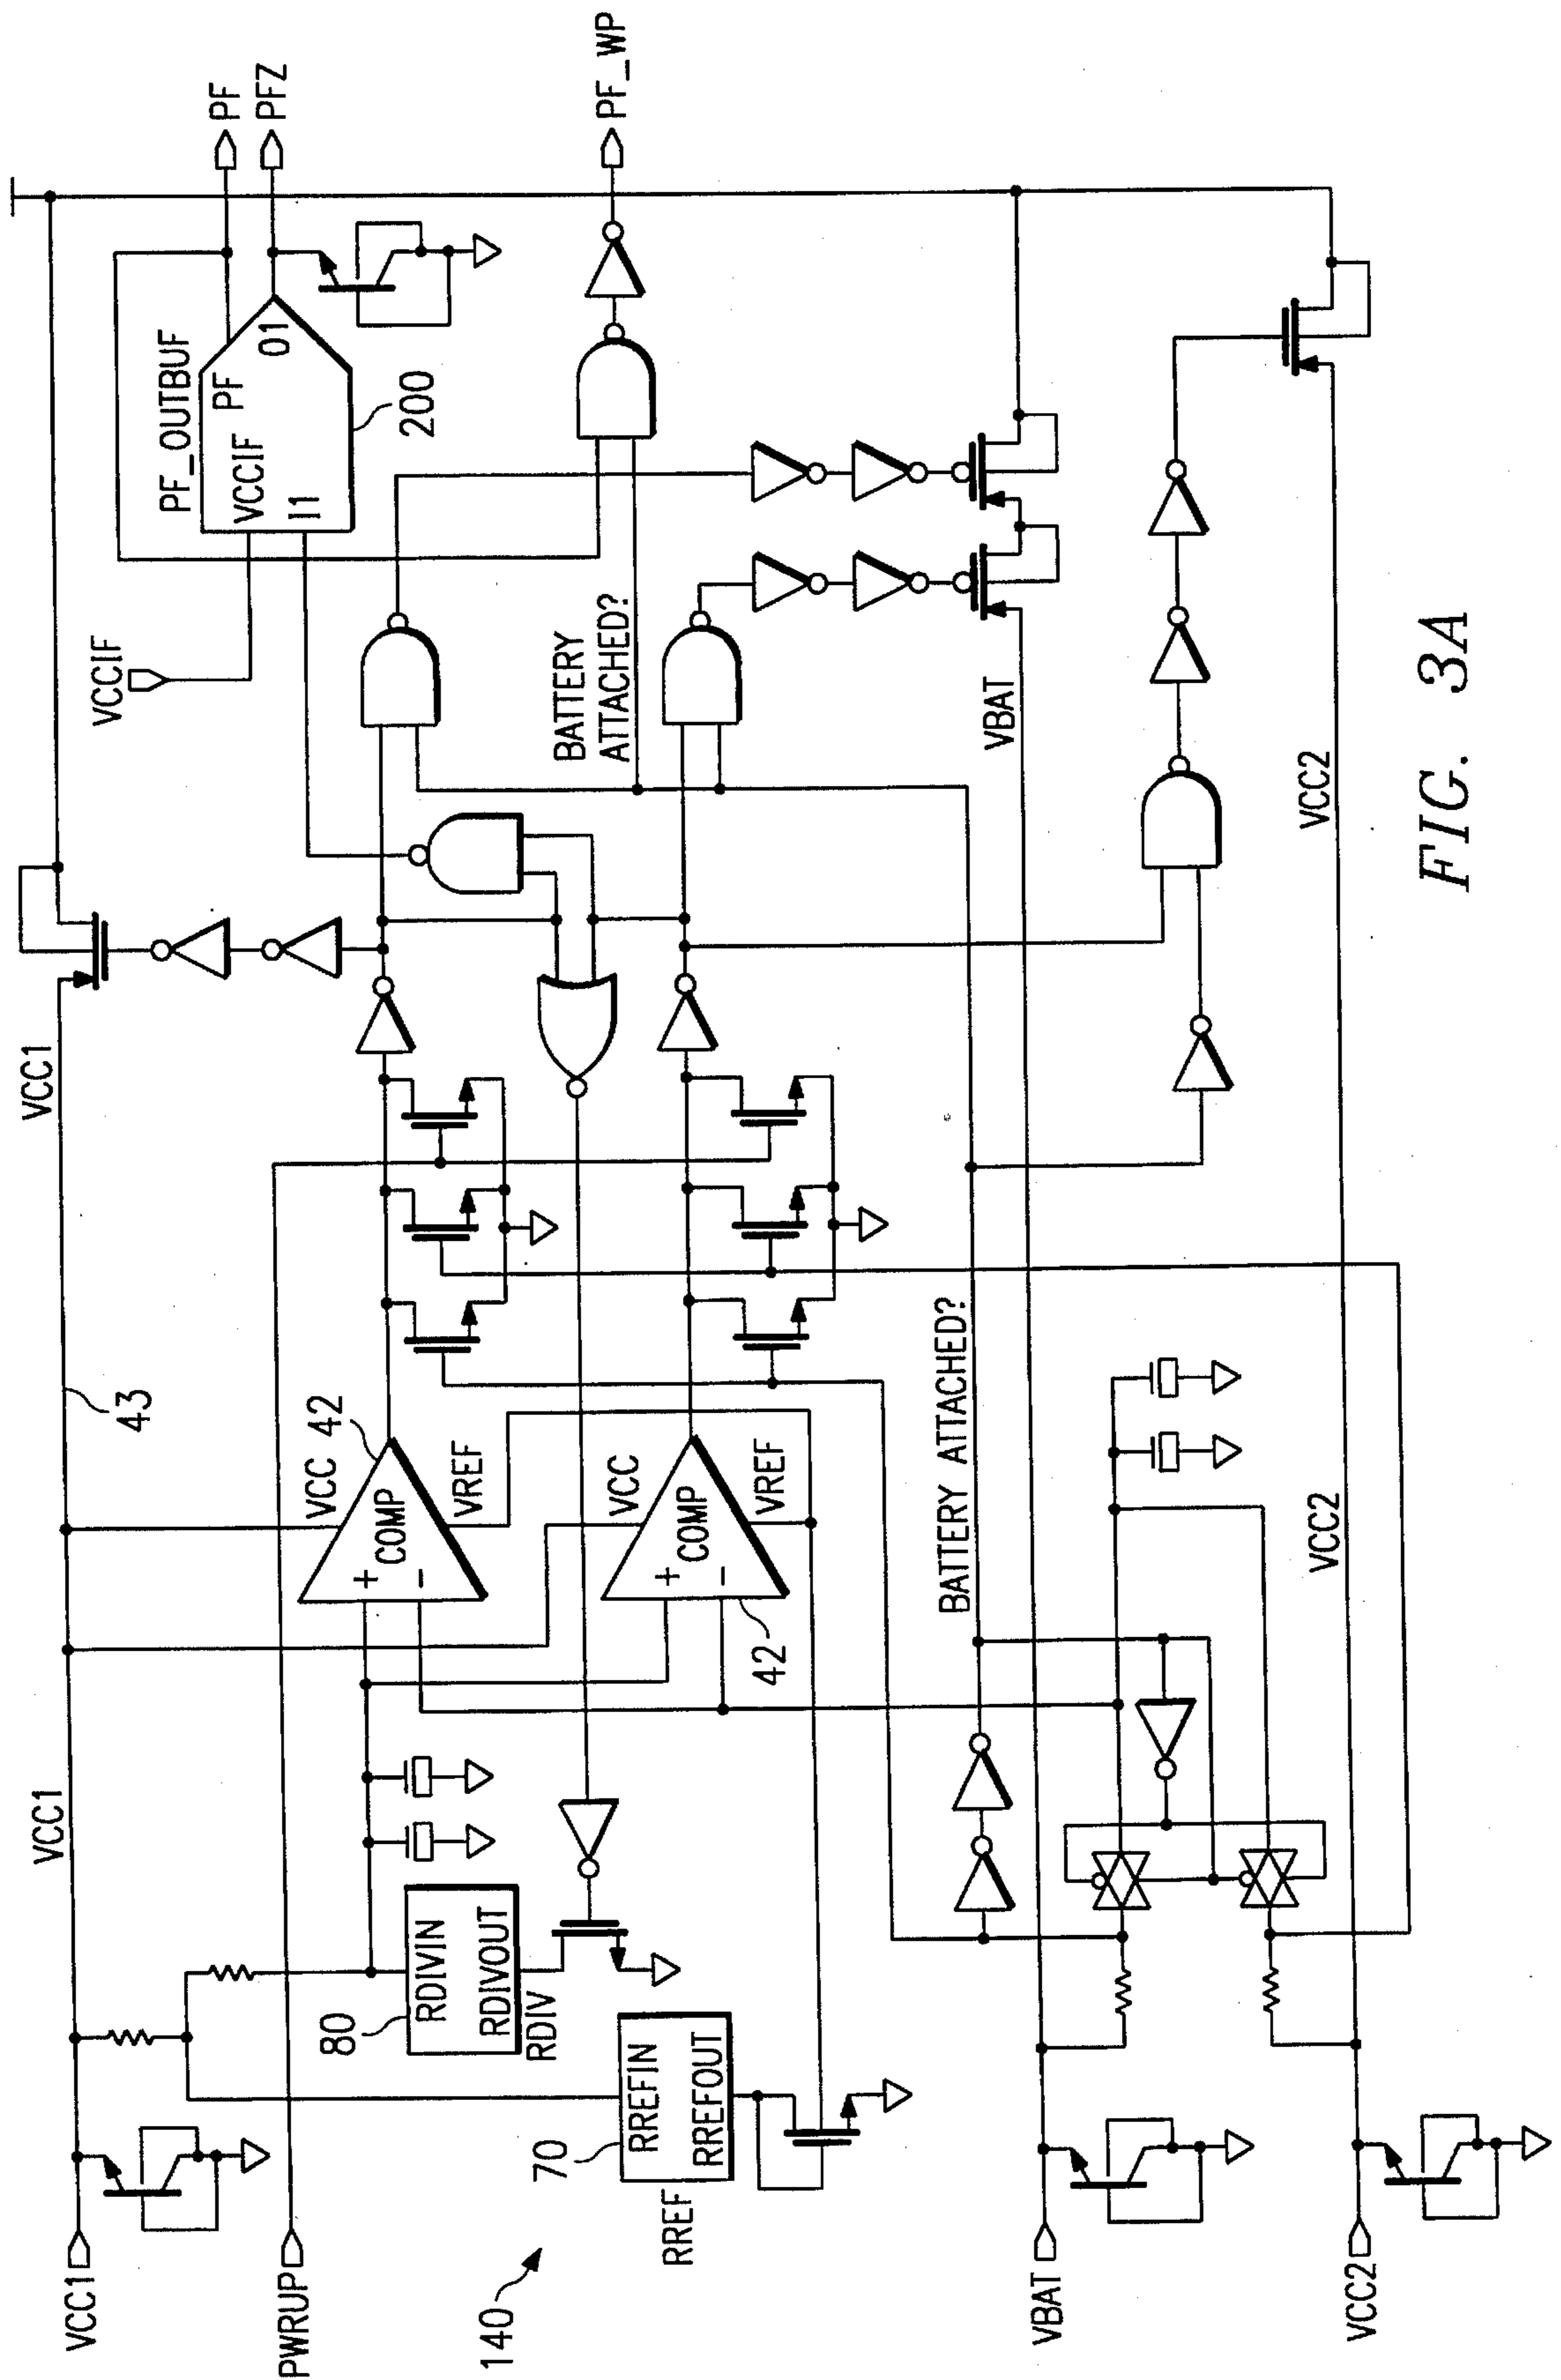 VCC1
PWRUP
140
VBAT
VCC2
70
RREFIN
RREFOUT
RREF
80
RDIVIN
RDIVOUT
RDIV
VCC1
43
VCC
42
+
COMP
-
VREF
VCC
+
COMP
-
VREF
42
BATTERY ATTACHED?
VCC2
VCC1
VCCIF
PF_OUTBUF
VCCIF
PF
I1
O1
200
PF
PFZ
BATTERY
ATTACHED?
PF_WP
VBAT
VCC2
FIG. 3A